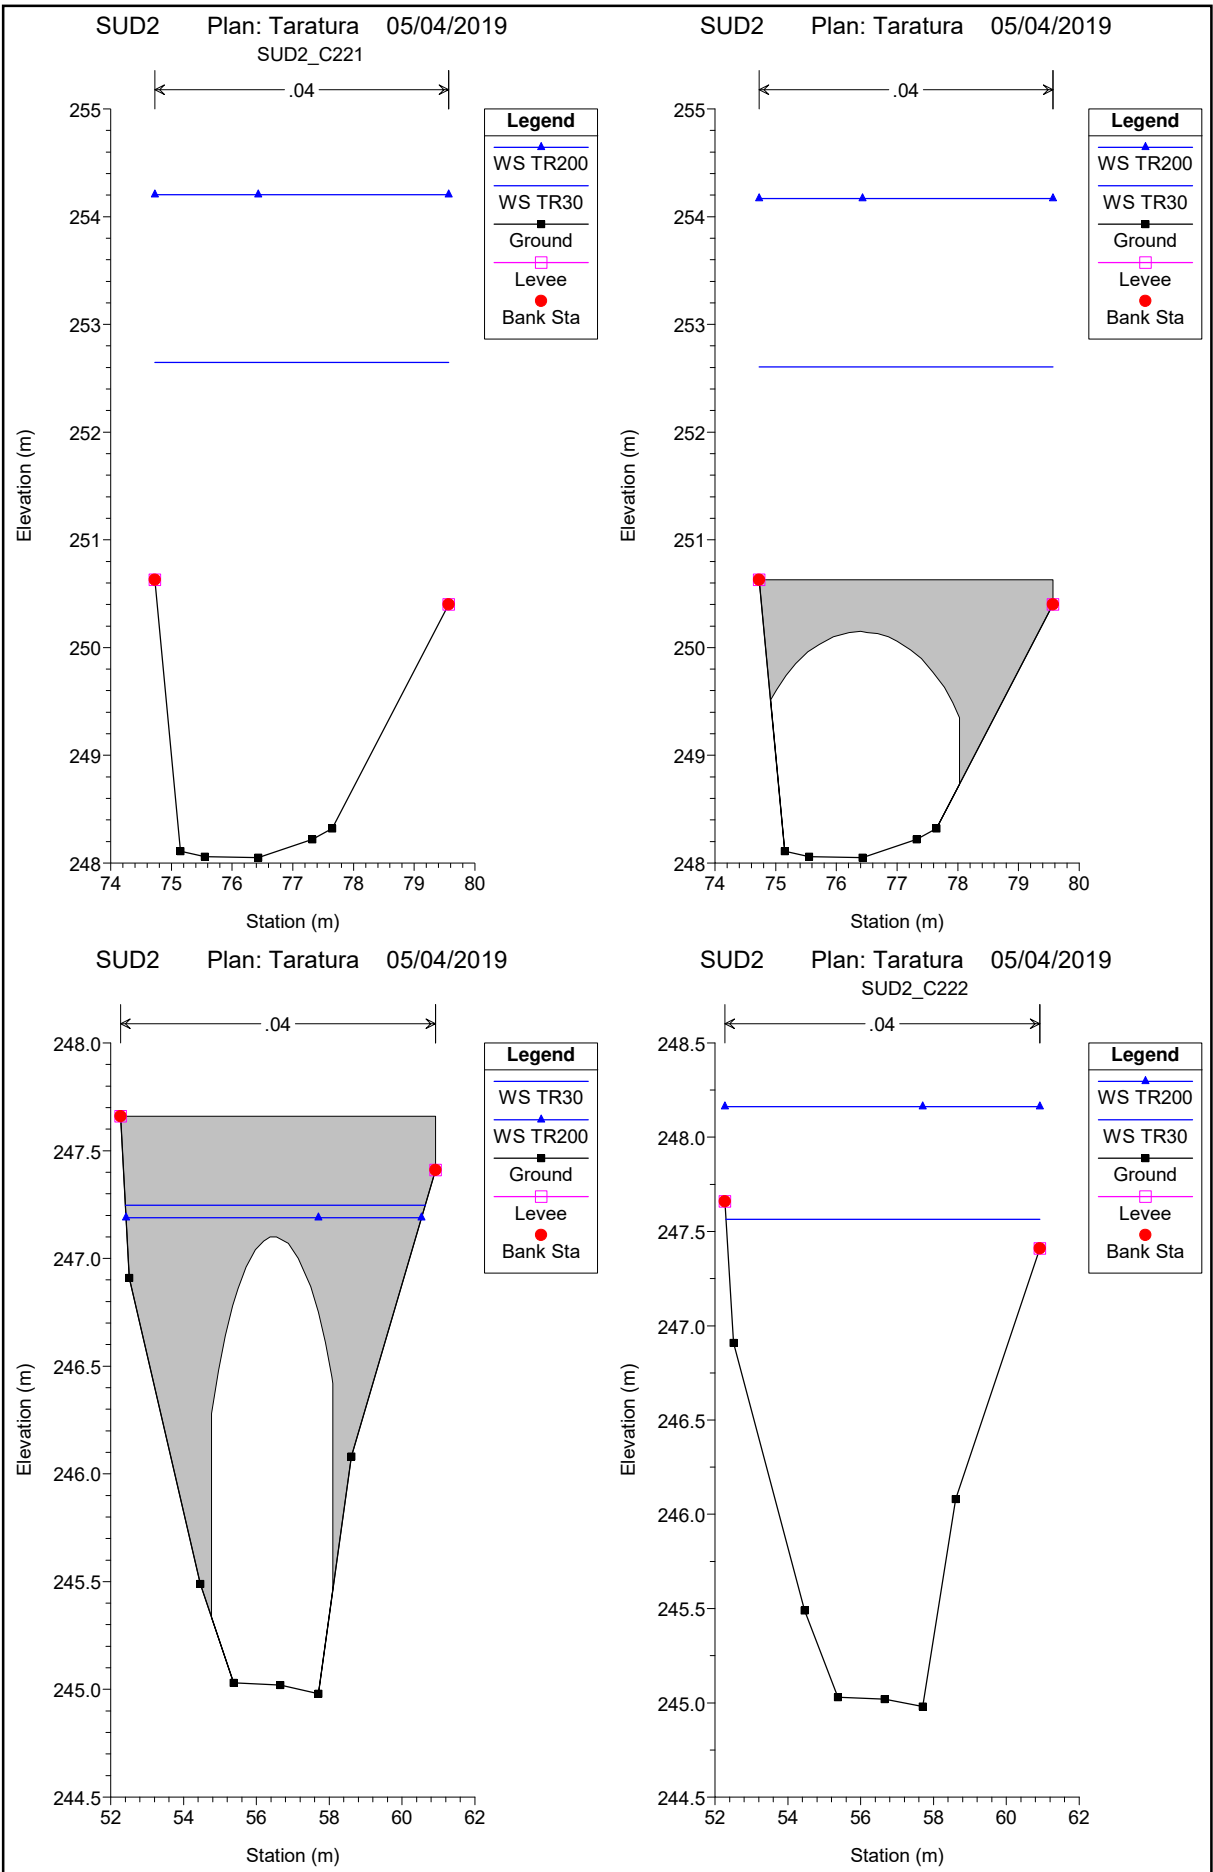 SUD2 Plan: Taratura 05/04/2019
SUD2_C221
.04
255
254
253
252
251
250
249
248
Elevation (m)
74 75 76 77 78 79 80
Station (m)
Legend
WS TR200
WS TR30
Ground
Levee
Bank Sta
SUD2 Plan: Taratura 05/04/2019
.04
255
254
253
252
251
250
249
248
Elevation (m)
74 75 76 77 78 79 80
Station (m)
Legend
WS TR200
WS TR30
Ground
Levee
Bank Sta
SUD2 Plan: Taratura 05/04/2019
.04
248.0
247.5
247.0
246.5
246.0
245.5
245.0
244.5
Elevation (m)
52 54 56 58 60 62
Station (m)
Legend
WS TR30
WS TR200
Ground
Levee
Bank Sta
SUD2 Plan: Taratura 05/04/2019
SUD2_C222
.04
248.5
248.0
247.5
247.0
246.5
246.0
245.5
245.0
244.5
Elevation (m)
52 54 56 58 60 62
Station (m)
Legend
WS TR200
WS TR30
Ground
Levee
Bank Sta